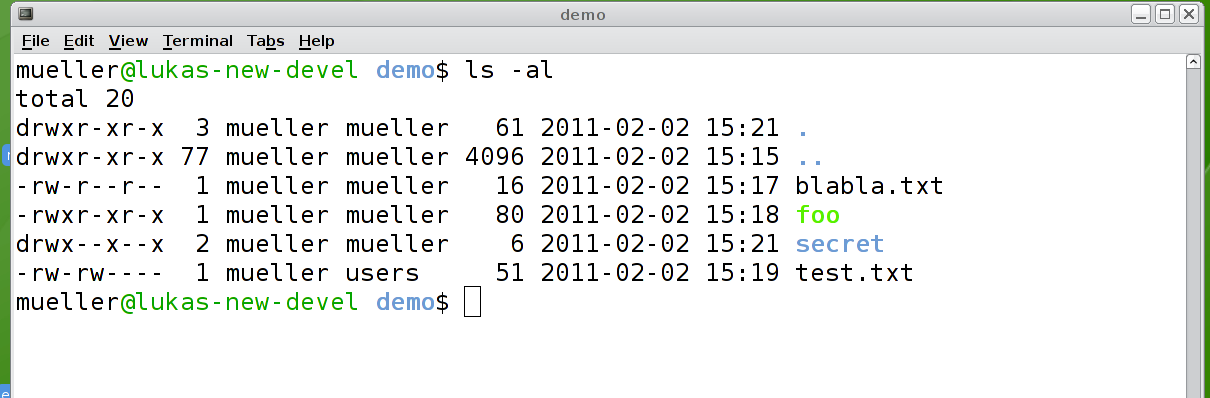 demo
File Edit View Terminal Tabs Help
mueller@lukas-new-devel demo$ ls -al
total 20
drwxr-xr-x  3 mueller mueller   61 2011-02-02 15:21 .
drwxr-xr-x 77 mueller mueller 4096 2011-02-02 15:15 ..
-rw-r--r--  1 mueller mueller   16 2011-02-02 15:17 blabla.txt
-rwxr-xr-x  1 mueller mueller   80 2011-02-02 15:18 foo
drwx--x--x  2 mueller mueller    6 2011-02-02 15:21 secret
-rw-rw----  1 mueller users     51 2011-02-02 15:19 test.txt
mueller@lukas-new-devel demo$